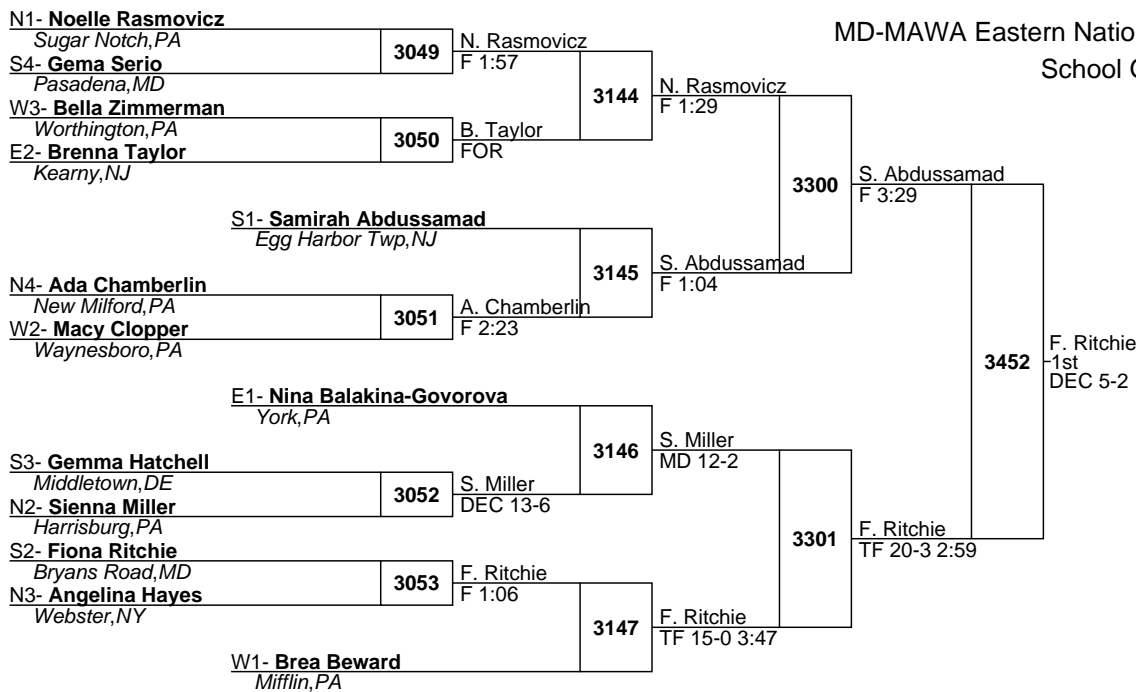 N1- Noelle Rasmovicz
Sugar Notch,PA
S4- Gema Serio
Pasadena,MD
W3- Bella Zimmerman
Worthington,PA
E2- Brenna Taylor
Kearny,NJ
S1- Samirah Abdussamad
Egg Harbor Twp,NJ
N4- Ada Chamberlin
New Milford,PA
W2- Macy Clopper
Waynesboro,PA
E1- Nina Balakina-Govorova
York,PA
S3- Gemma Hatchell
Middletown,DE
N2- Sienna Miller
Harrisburg,PA
S2- Fiona Ritchie
Bryans Road,MD
N3- Angelina Hayes
Webster,NY
W1- Brea Beward
Mifflin,PA
3049
3050
3051
3052
3053
N. Rasmovicz
F 1:57
B. Taylor
FOR
A. Chamberlin
F 2:23
S. Miller
DEC 13-6
F. Ritchie
F 1:06
3144
3145
3146
3147
N. Rasmovicz
F 1:29
S. Abdussamad
F 1:04
S. Miller
MD 12-2
F. Ritchie
TF 15-0 3:47
3300
3301
S. Abdussamad
F 3:29
F. Ritchie
TF 20-3 2:59
3452
F. Ritchie
1st
DEC 5-2
MD-MAWA Eastern Natio
School